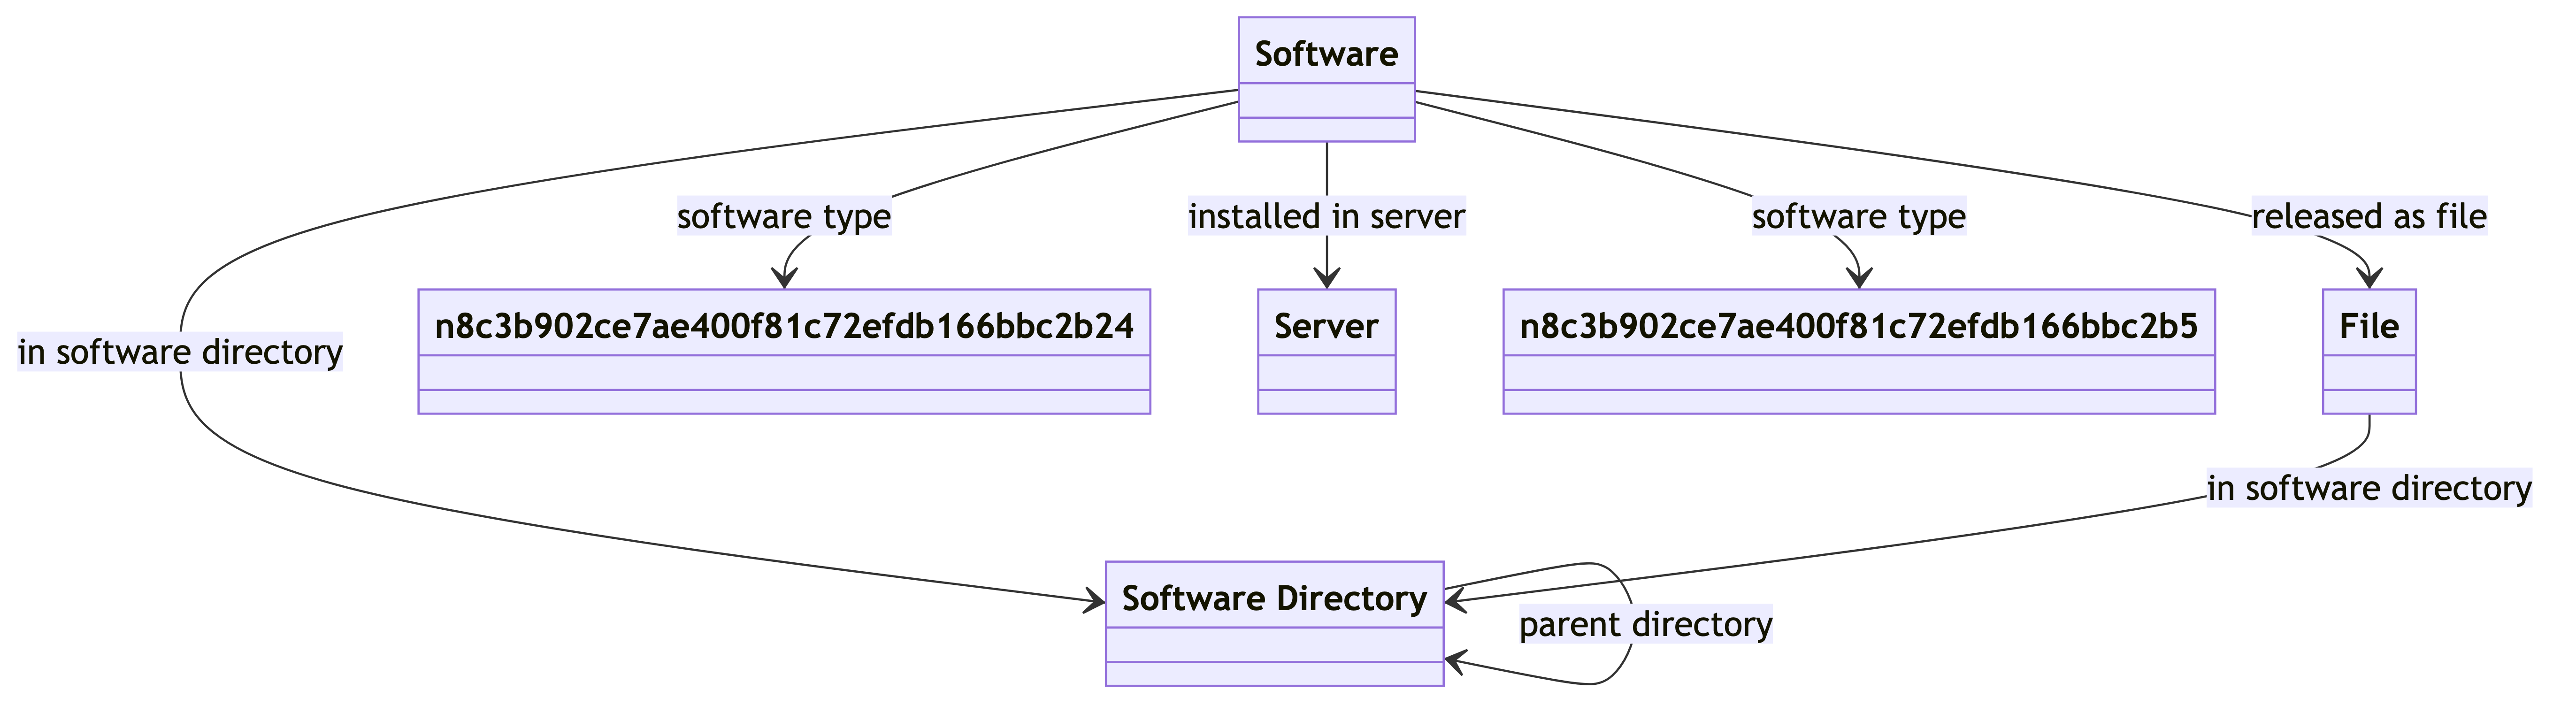 Software
software type
installed in server
software type
released as file
n8c3b902ce7ae400f81c72efdb166bbc2b24
Server
n8c3b902ce7ae400f81c72efdb166bbc2b5
File
in software directory
in software directory
Software Directory
parent directory